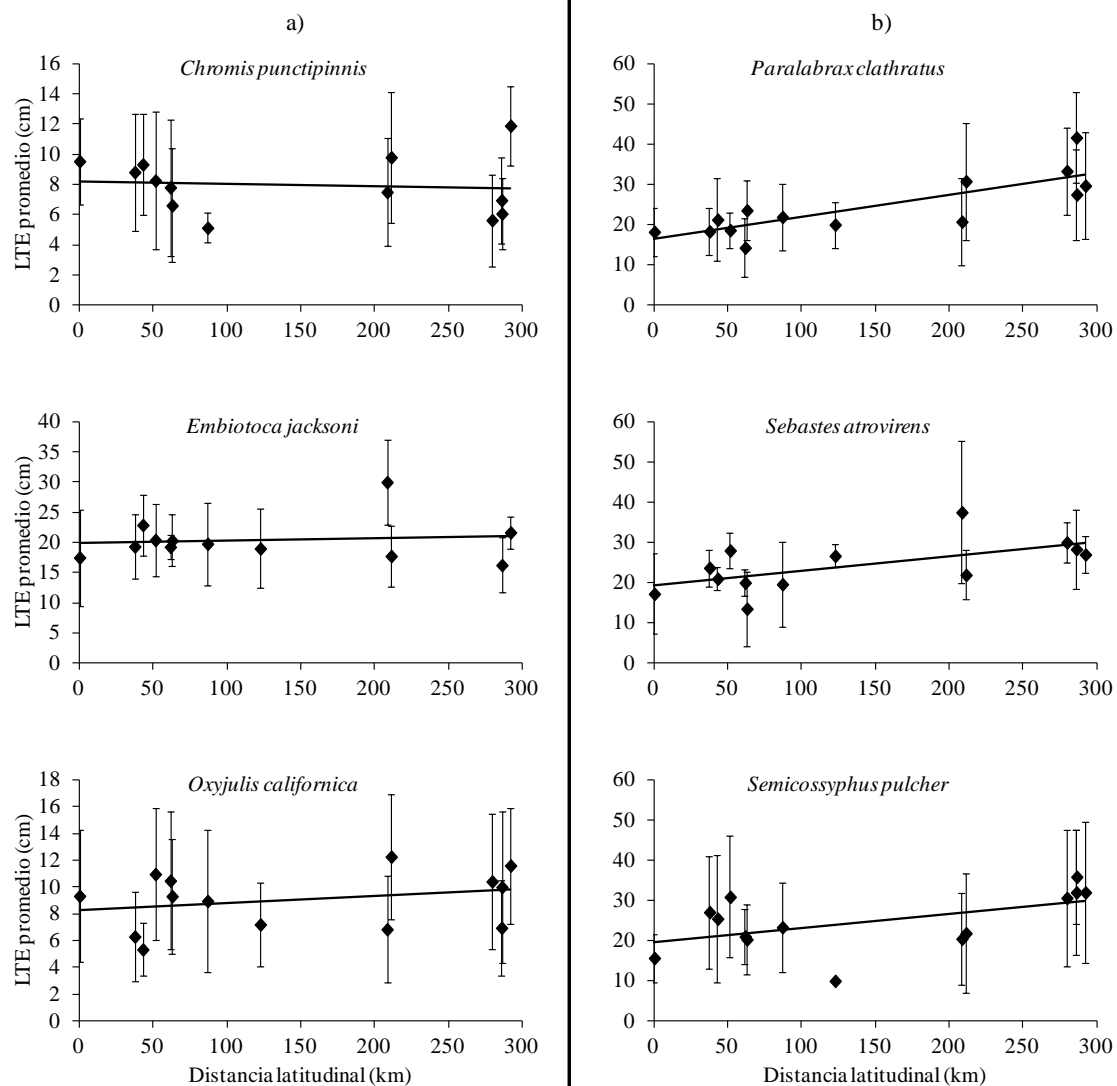 a)
Chromis punctipinnis
LTE promedio (cm)
16
14
12
10
8
6
4
2
0
0 50 100 150 200 250 300
Embiotoca jacksoni
LTE promedio (cm)
40
35
30
25
20
15
10
5
0
0 50 100 150 200 250 300
Oxyjulis californica
LTE promedio (cm)
18
16
14
12
10
8
6
4
2
0
0 50 100 150 200 250 300
Distancia latitudinal (km)
b)
Paralabrax clathratus
60
50
40
30
20
10
0
0 50 100 150 200 250 300
Sebastes atrovirens
60
50
40
30
20
10
0
0 50 100 150 200 250 300
Semicossyphus pulcher
60
50
40
30
20
10
0
0 50 100 150 200 250 300
Distancia latitudinal (km)